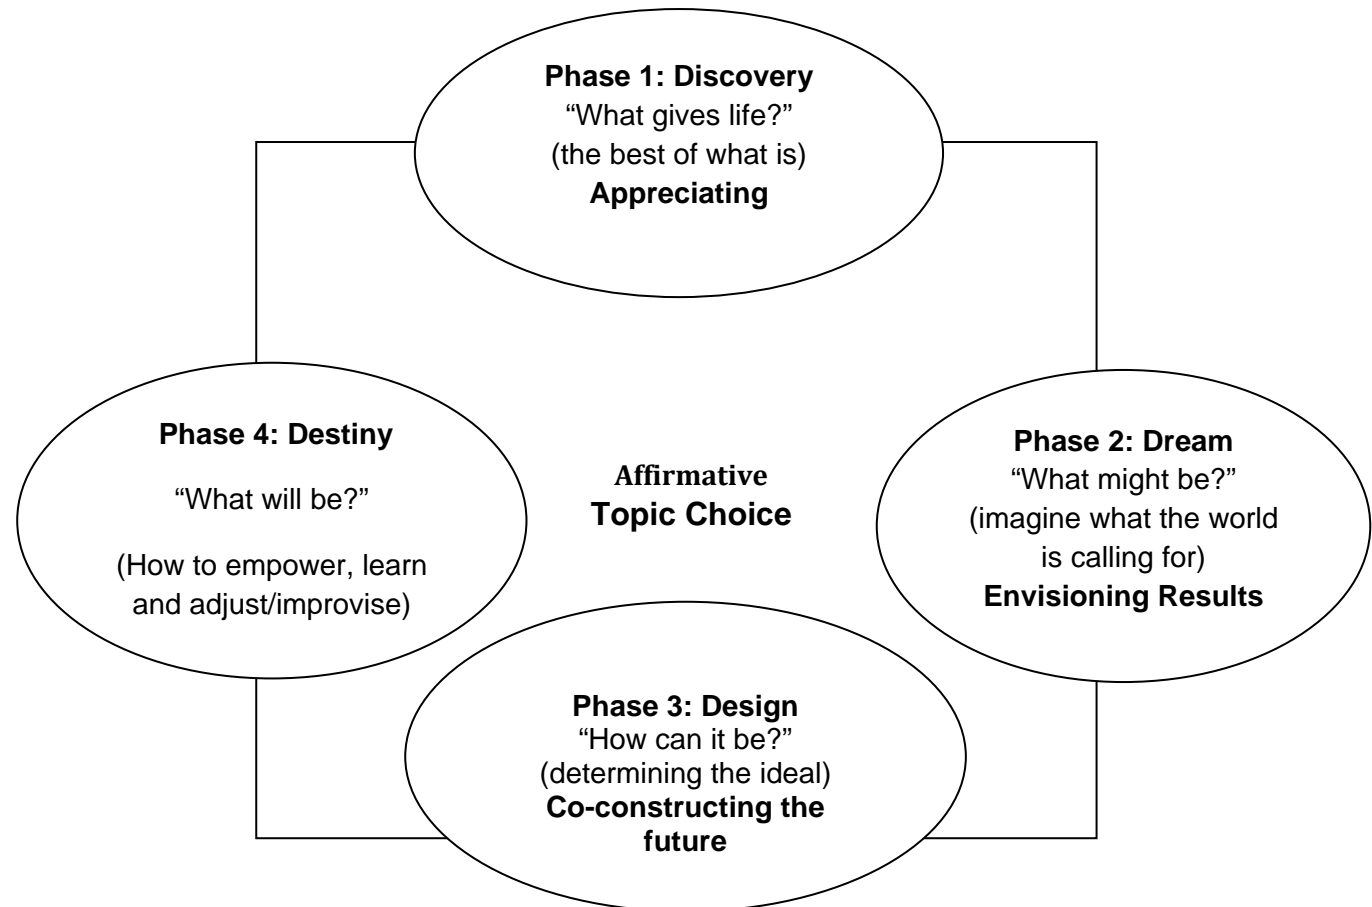 Phase 1: Discovery
“What gives life?”
(the best of what is)
Appreciating
Phase 4: Destiny
“What will be?”
(How to empower, learn
and adjust/improvise)
Affirmative
Topic Choice
Phase 2: Dream
“What might be?”
(imagine what the world
is calling for)
Envisioning Results
Phase 3: Design
“How can it be?”
(determining the ideal)
Co-constructing the
future